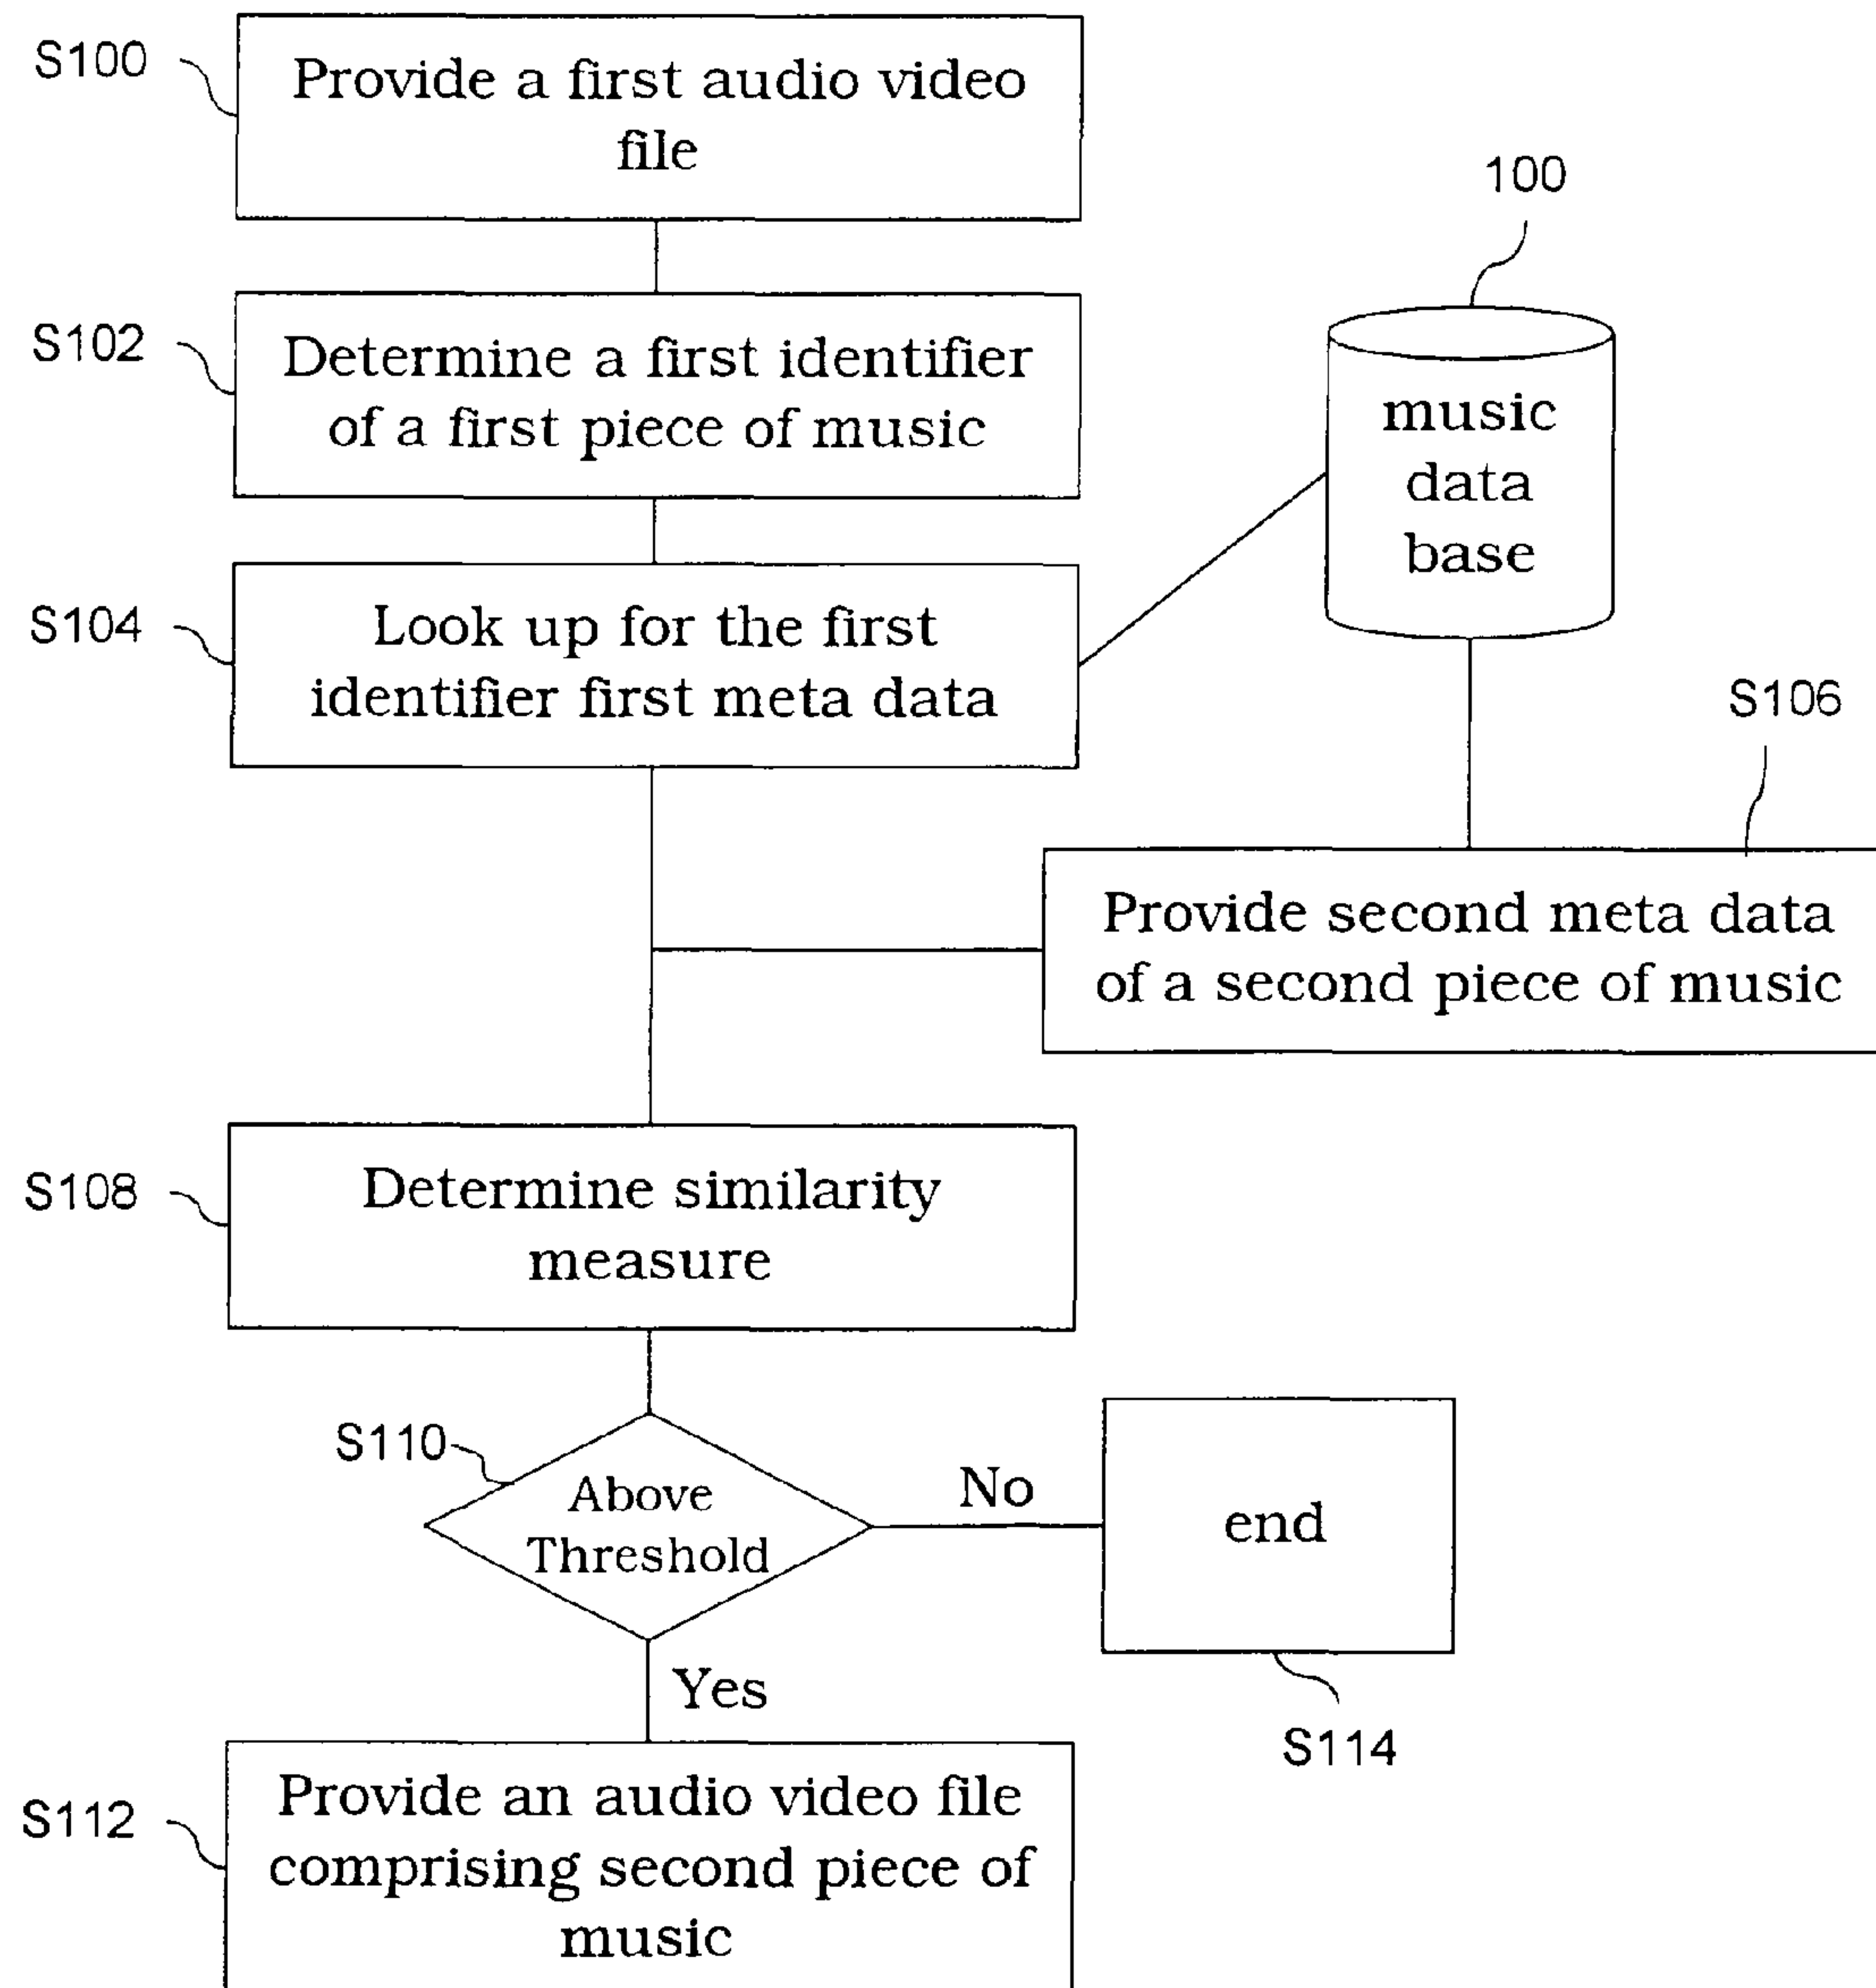 S100
Provide a first audio video
file
100
S102
Determine a first identifier
of a first piece of music
music
data
base
S104
Look up for the first
identifier first meta data
S106
Provide second meta data
of a second piece of music
S108
Determine similarity
measure
S110
Above
Threshold
No
end
Yes
S114
S112
Provide an audio video file
comprising second piece of
music